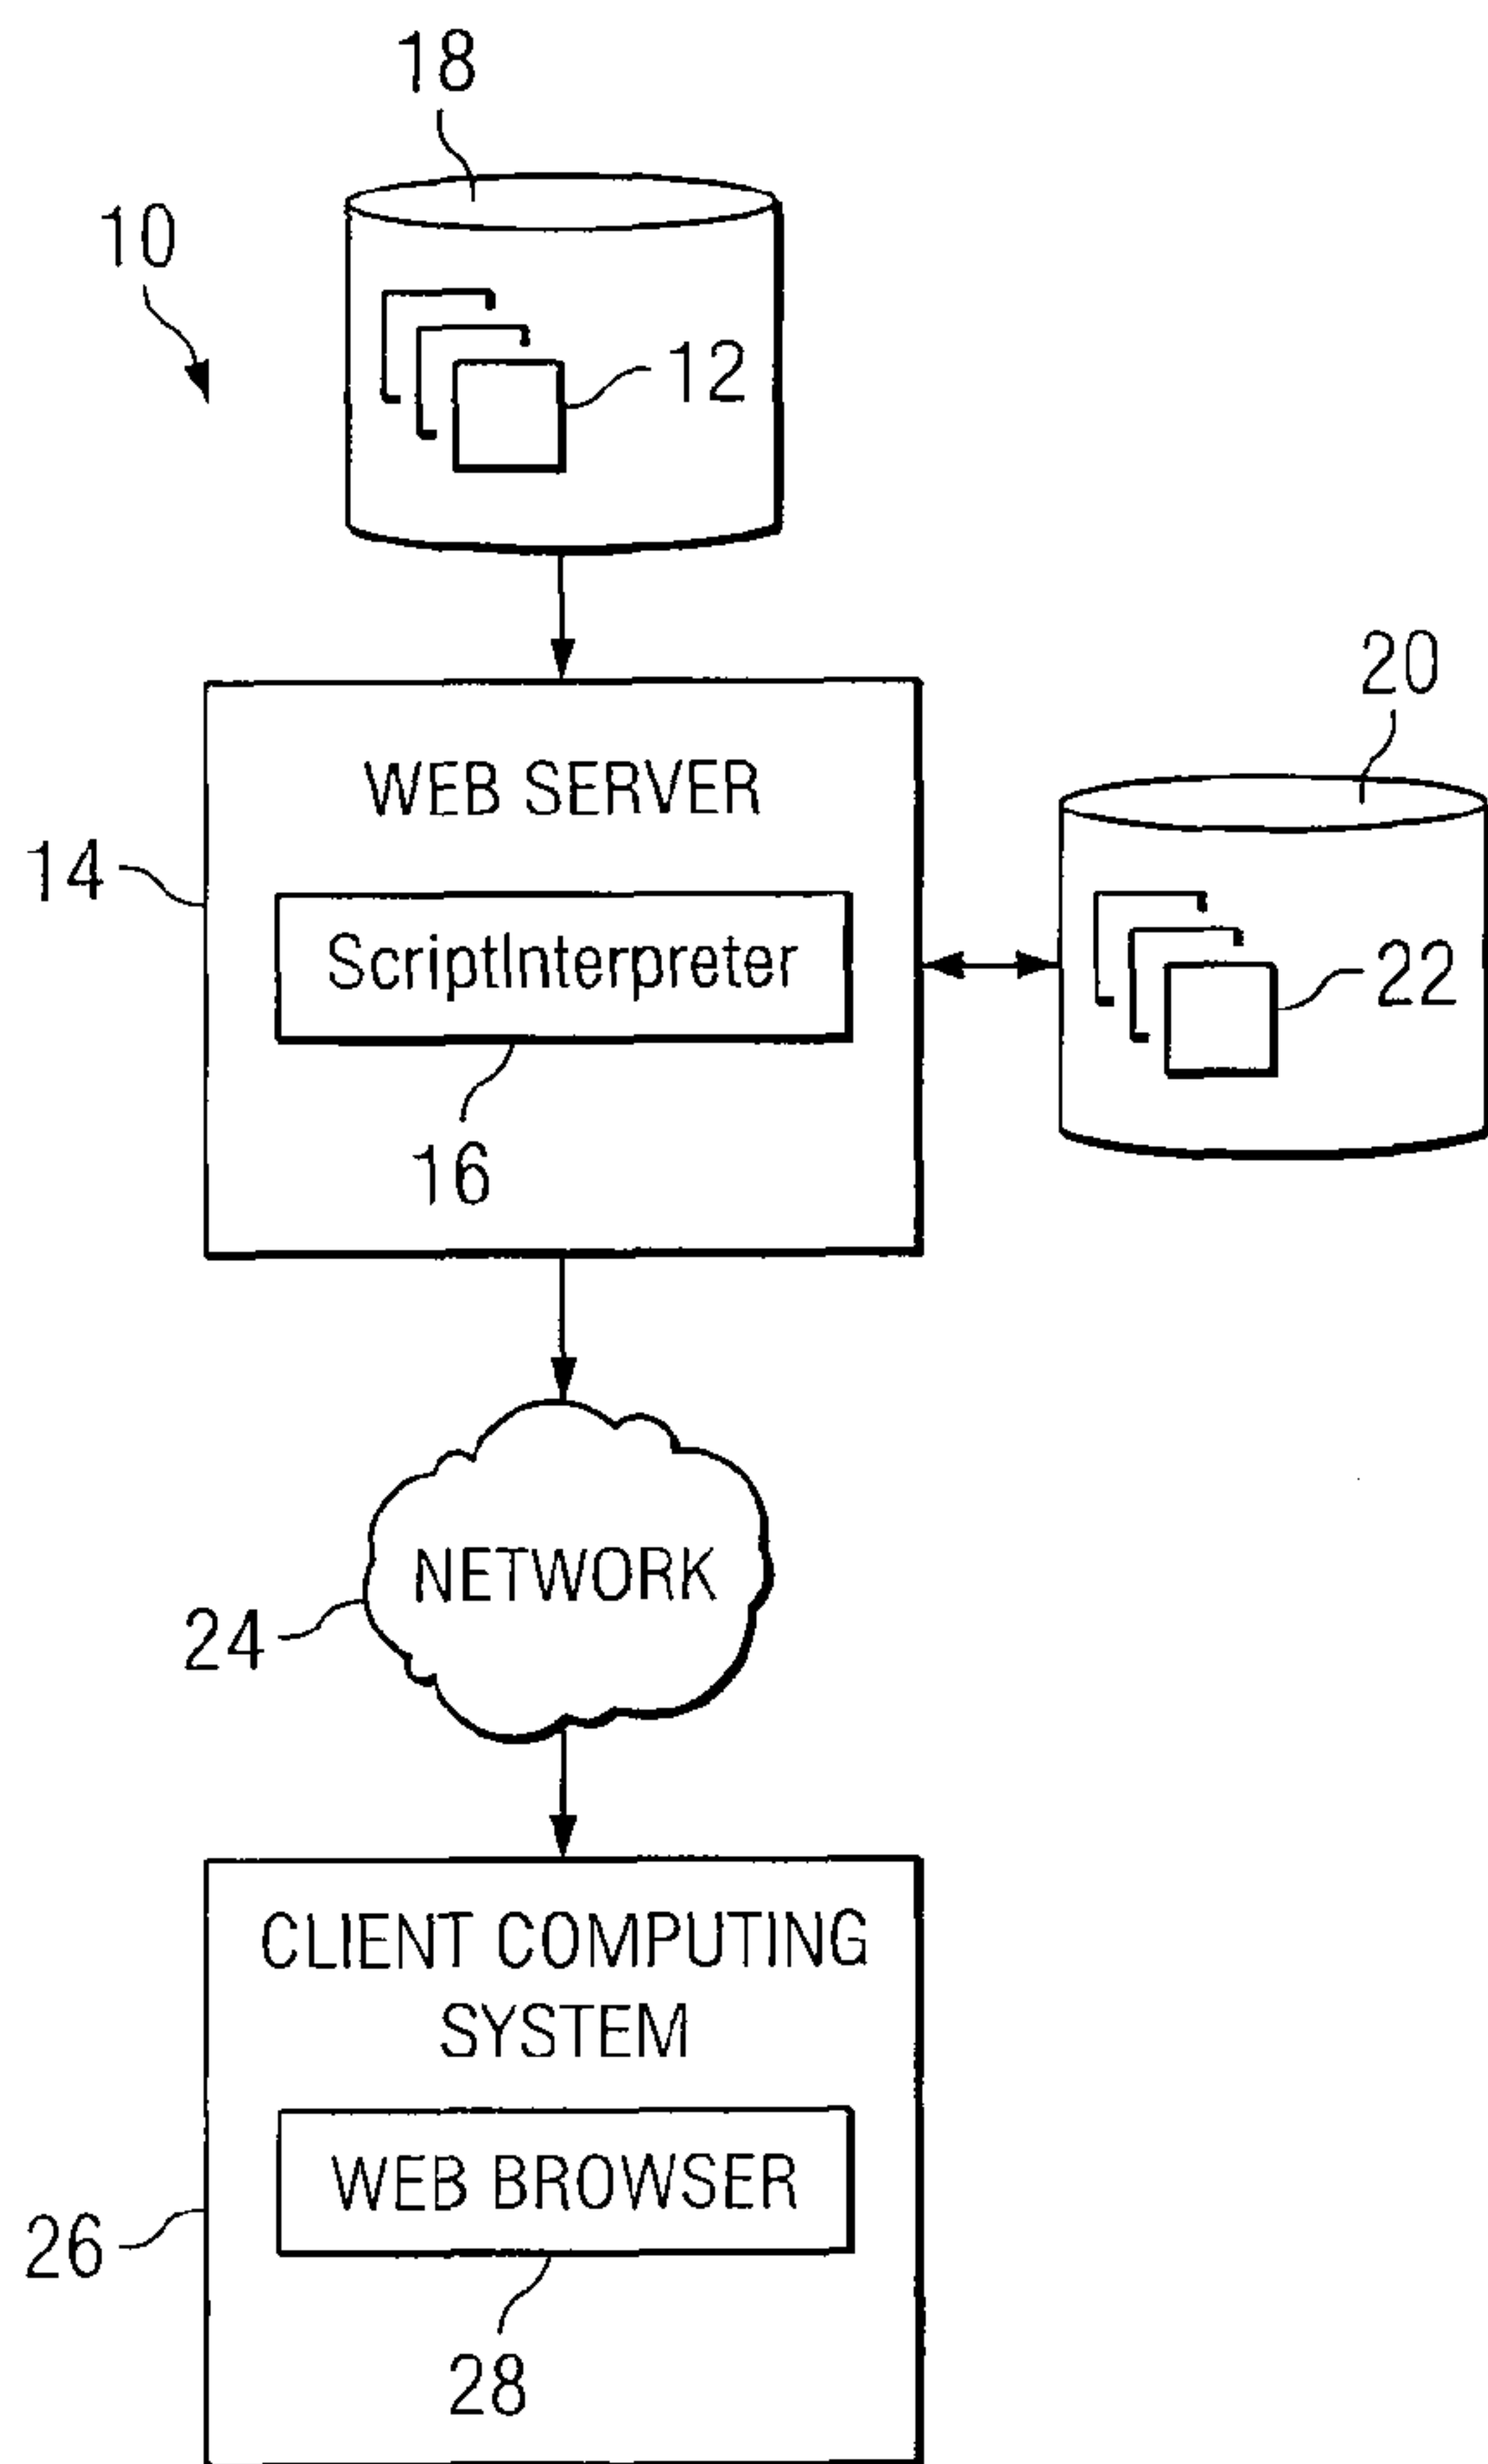 18
10
12
WEB SERVER
20
14
ScriptInterpreter
22
16
NETWORK
24
CLIENT COMPUTING
SYSTEM
WEB BROWSER
26
28